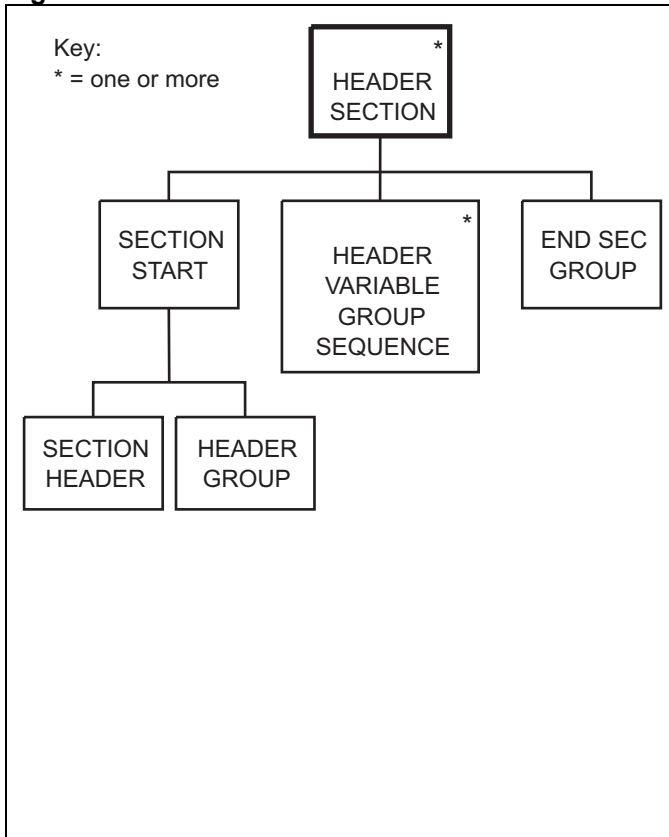 Key:
* = one or more
*
HEADER
SECTION
SECTION
START
*
HEADER
VARIABLE
GROUP
SEQUENCE
END SEC
GROUP
SECTION
HEADER
HEADER
GROUP